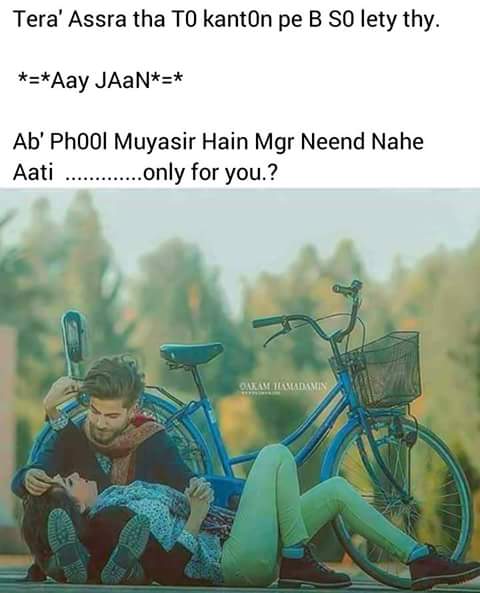 Tera' Assra tha T0 kant0n pe B S0 lety thy.
*=*Aay JAaN*=*
Ab' Ph00l Muyasir Hain Mgr Neend Nahe
Aati .............only for you.?
©AKAM HAMADAMIN